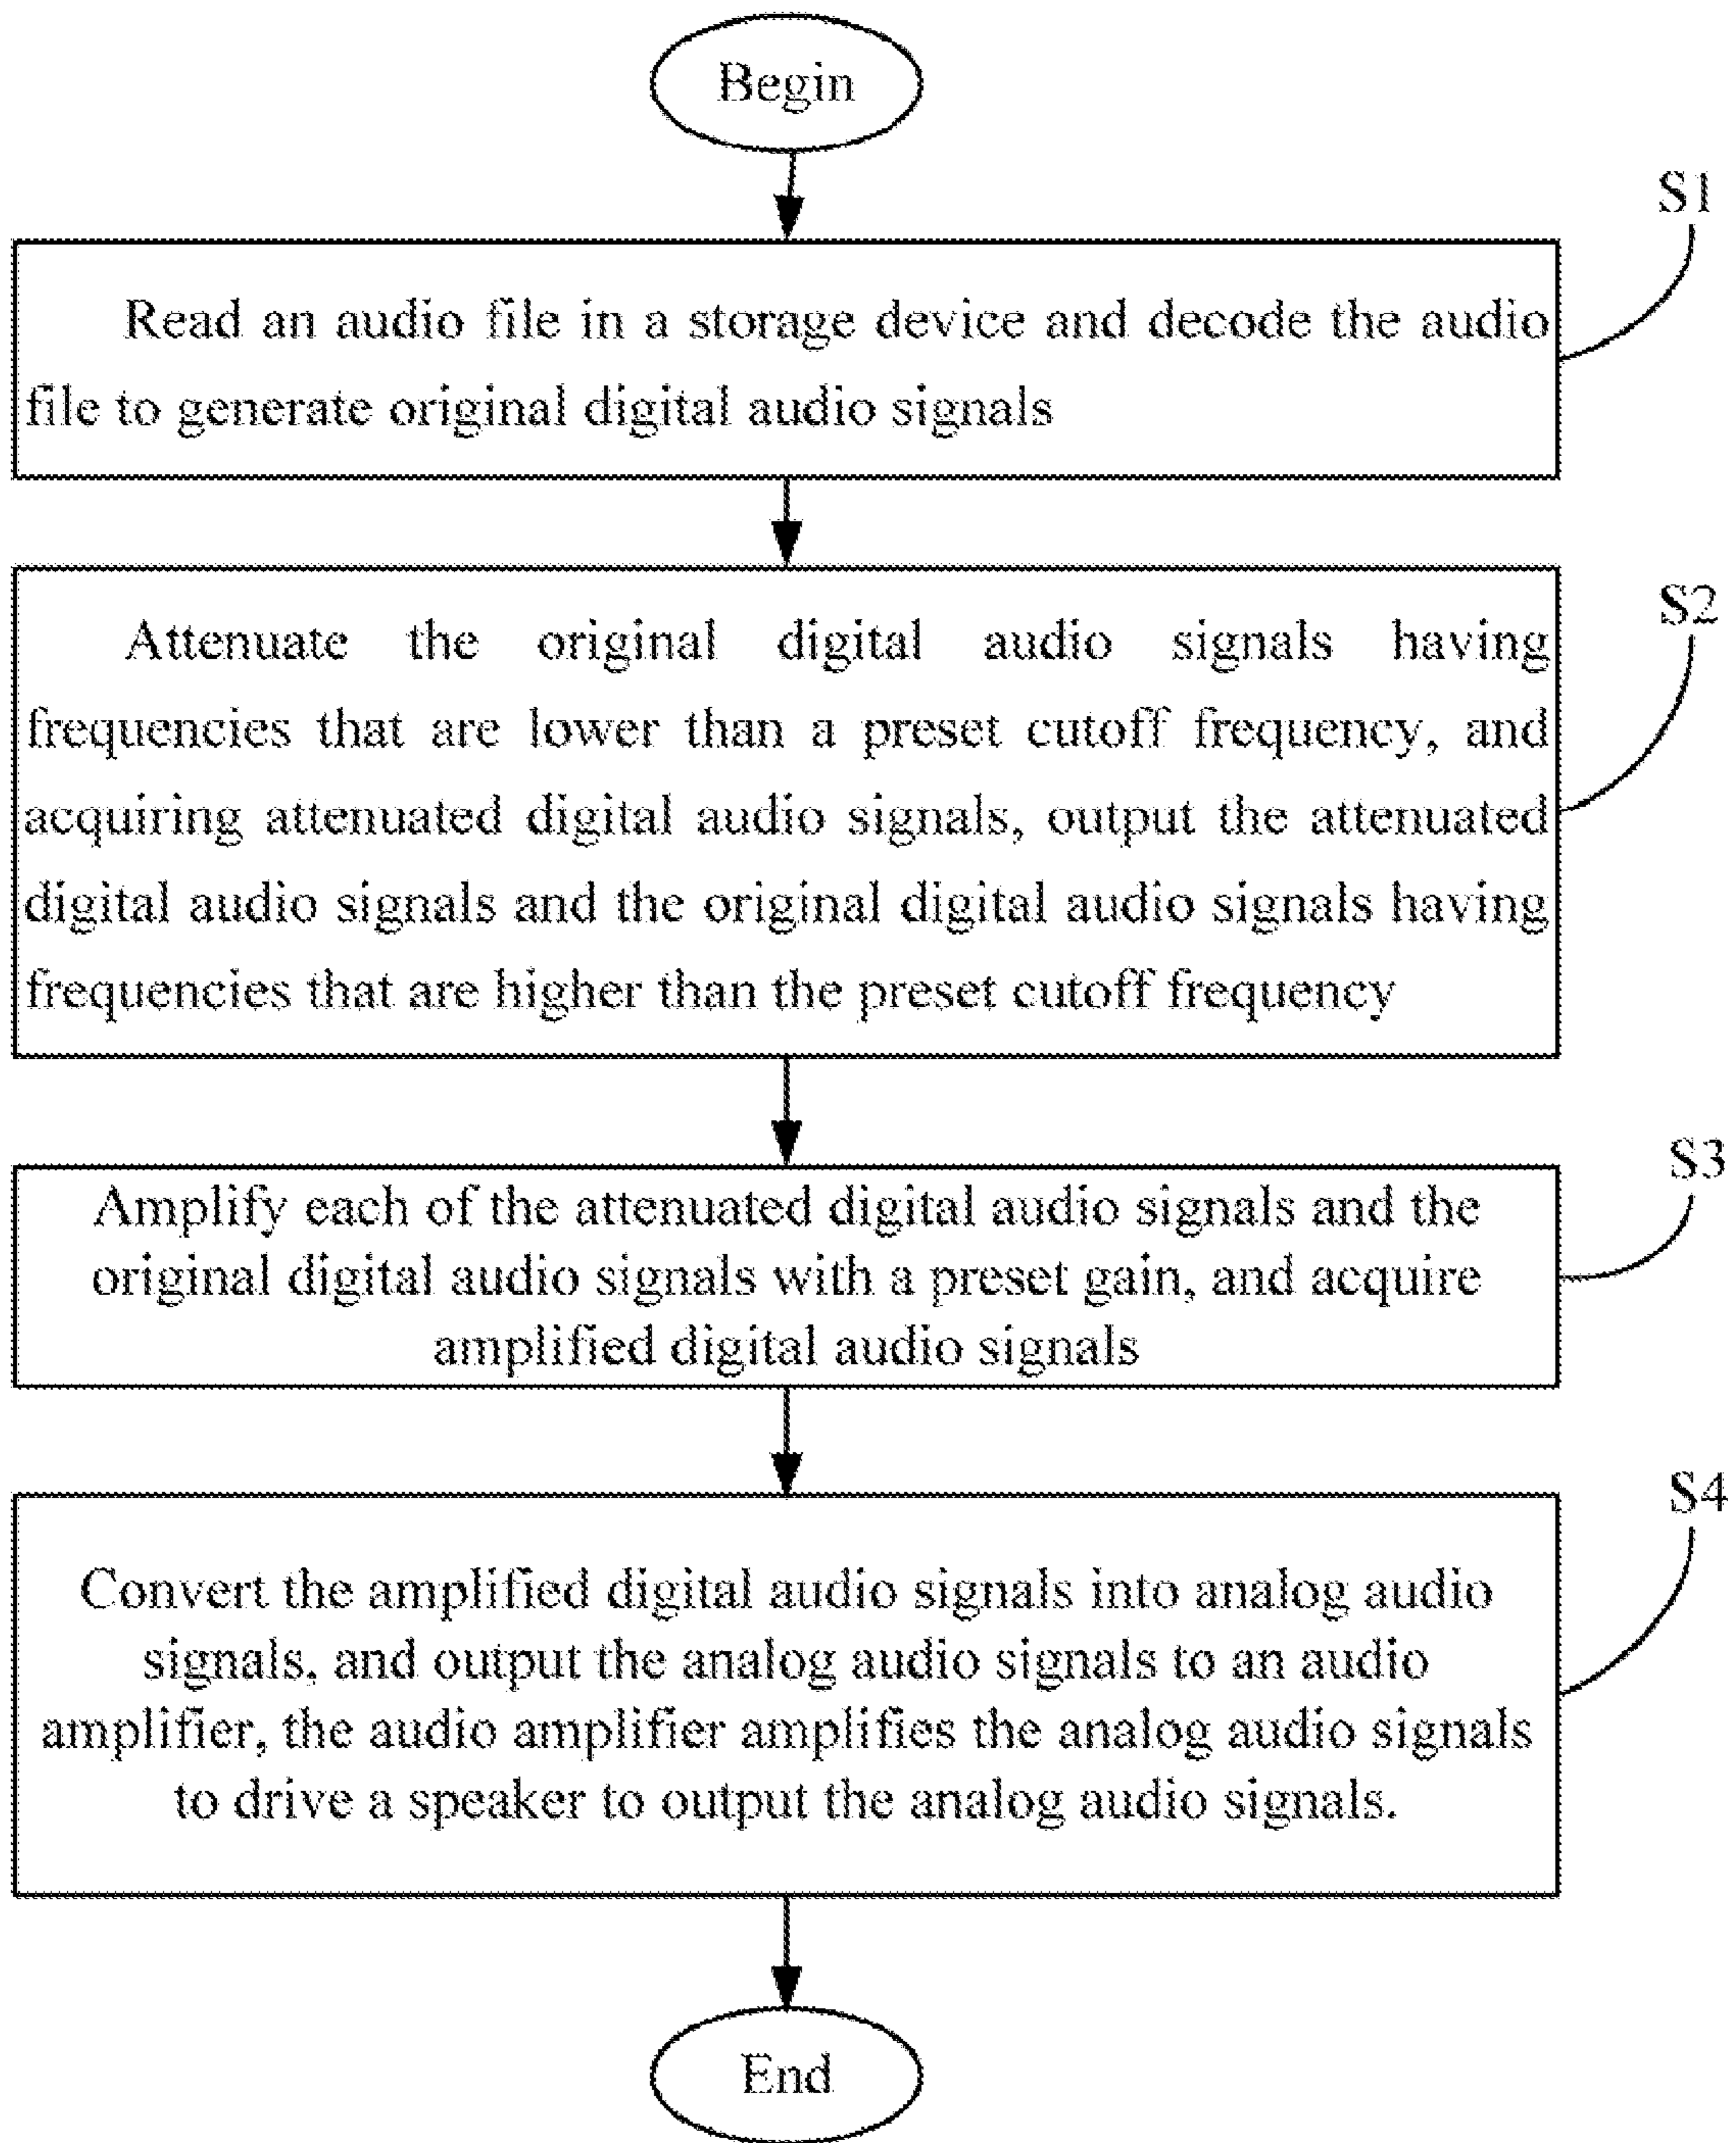 Begin
S1
Read an audio file in a storage device and decode the audio
file to generate original digital audio signals
S2
Attenuate the original digital audio signals having
frequencies that are lower than a preset cutoff frequency, and
acquiring attenuated digital audio signals, output the attenuated
digital audio signals and the original digital audio signals having
frequencies that are higher than the preset cutoff frequency
S3
Amplify each of the attenuated digital audio signals and the
original digital audio signals with a preset gain, and acquire
amplified digital audio signals
S4
Convert the amplified digital audio signals into analog audio
signals, and output the analog audio signals to an audio
amplifier, the audio amplifier amplifies the analog audio signals
to drive a speaker to output the analog audio signals.
End